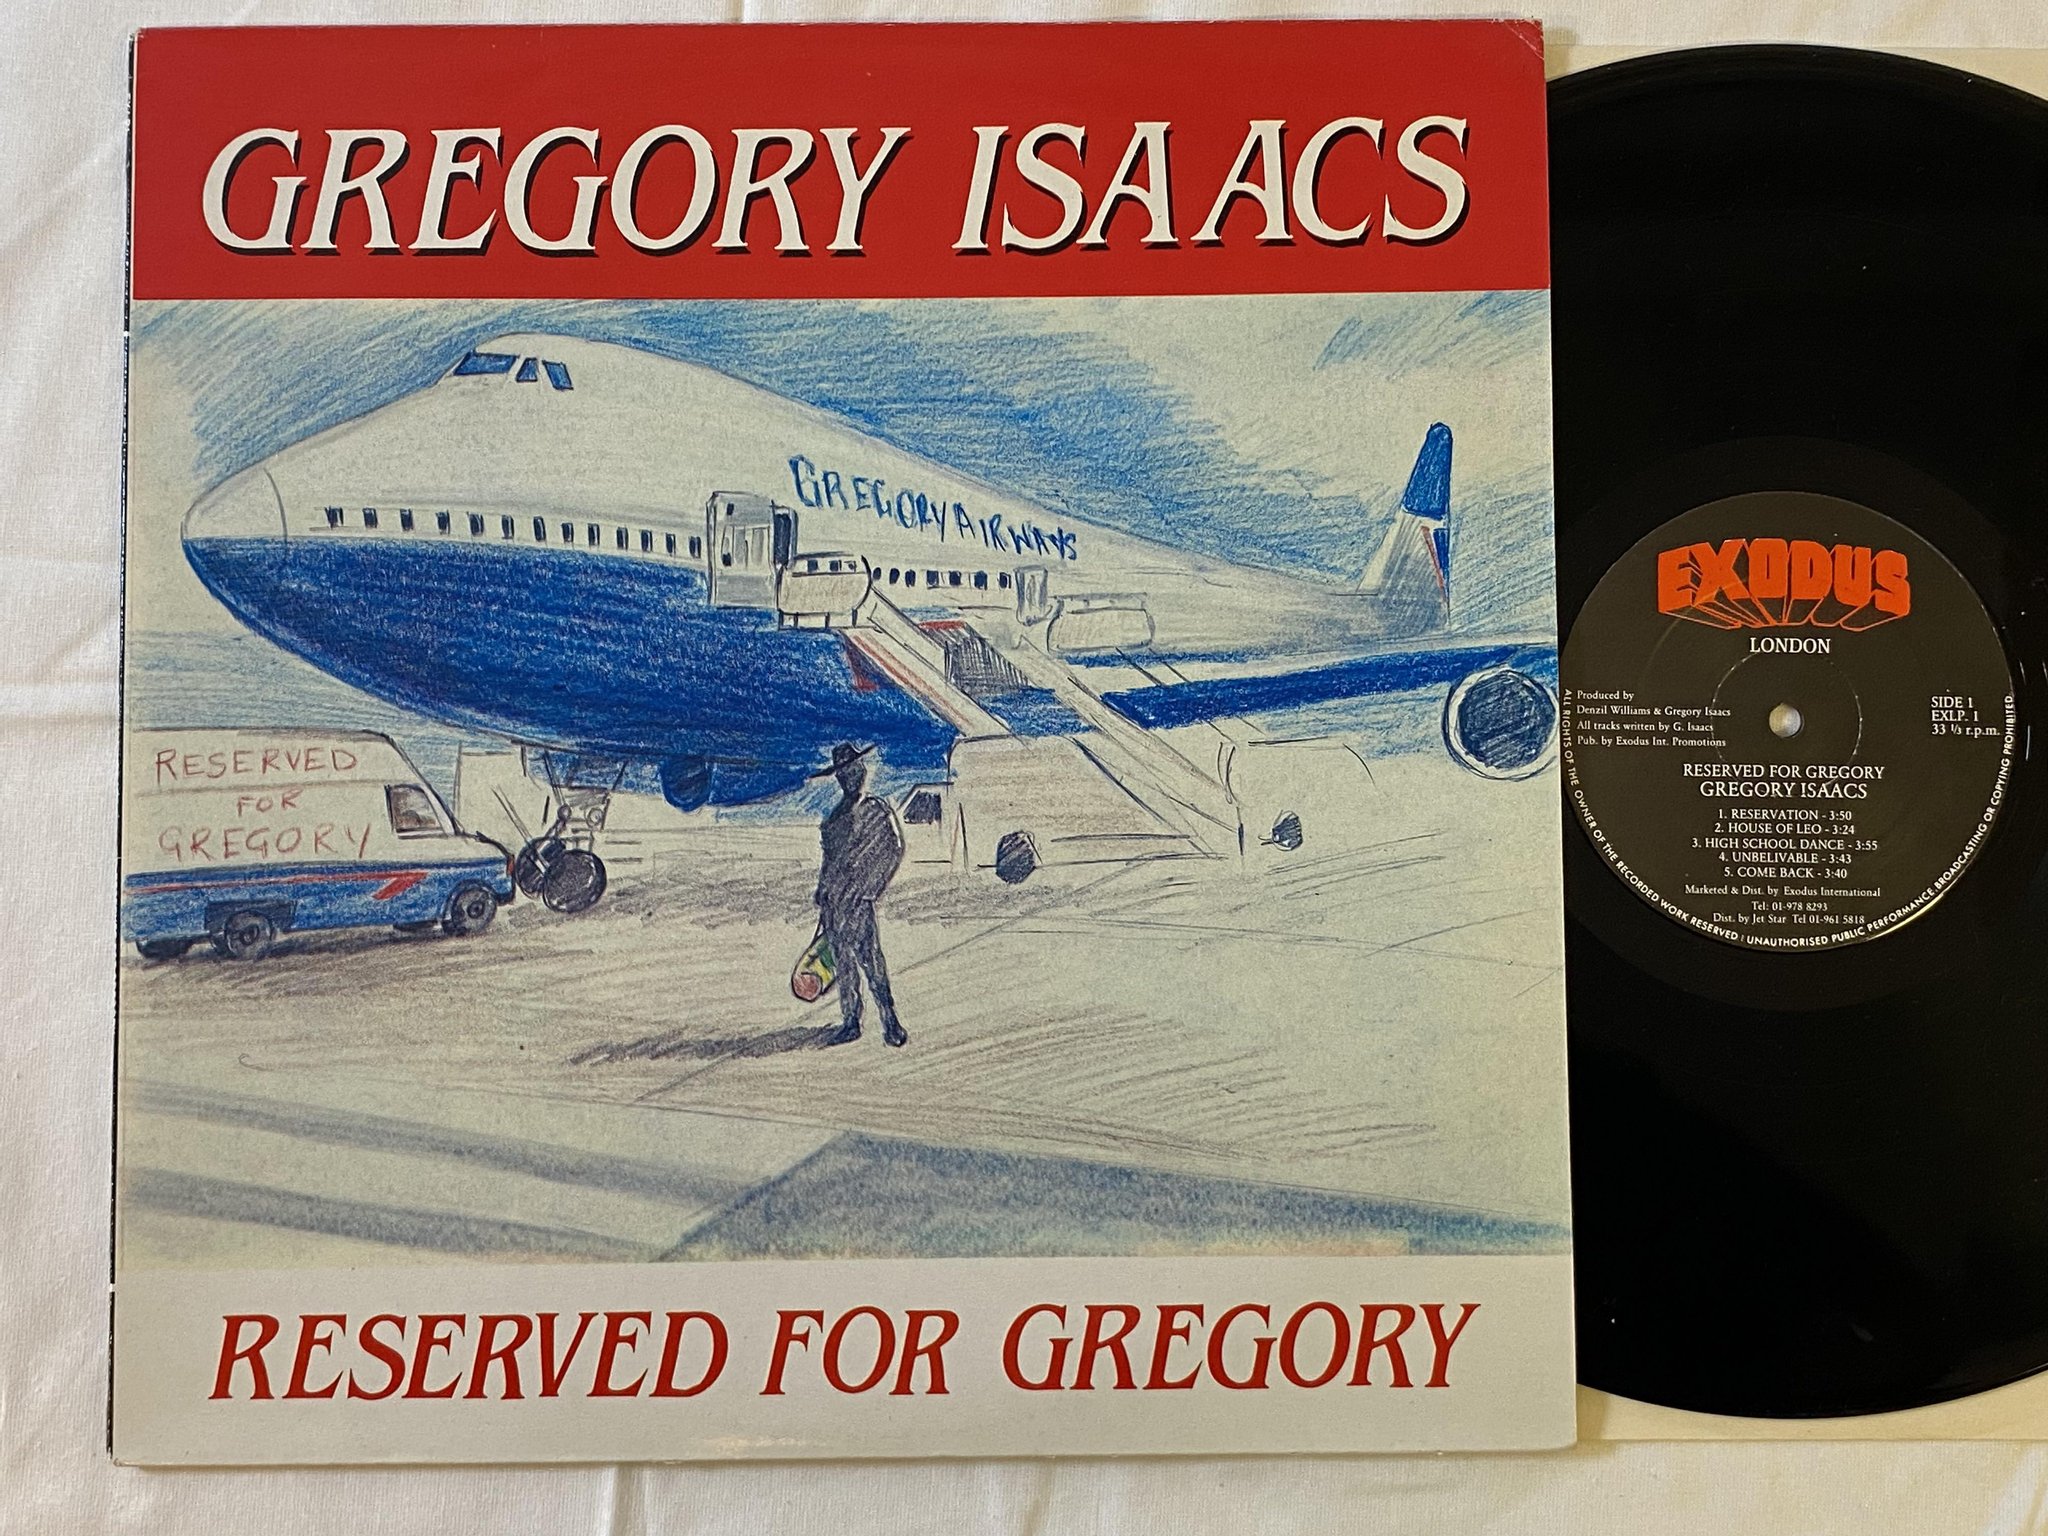 GREGORY ISAACS
GREGORY AIRWAYS
RESERVED
FOR
GREGORY
RESERVED FOR GREGORY
EXODUS
LONDON
Produced by
Denzil Williams & Gregory Isaacs
All tracks written by G. Isaacs
Pub. by Exodus Int. Promotions
SIDE 1
EXLP. 1
33 ⅓ r.p.m.
RESERVED FOR GREGORY
GREGORY ISAACS
1. RESERVATION - 3:50
2. HOUSE OF LEO - 3:24
3. HIGH SCHOOL DANCE - 3:55
4. UNBELIVABLE - 3:43
5. COME BACK - 3:40
Marketed & Dist. by Exodus International
Tel: 01-978 8293
Dist. by Jet Star Tel 01-961 5818
ALL RIGHTS OF THE OWNER OF THE RECORDED WORK RESERVED : UNAUTHORISED PUBLIC PERFORMANCE. BROADCASTING OR COPYING PROHIBITED